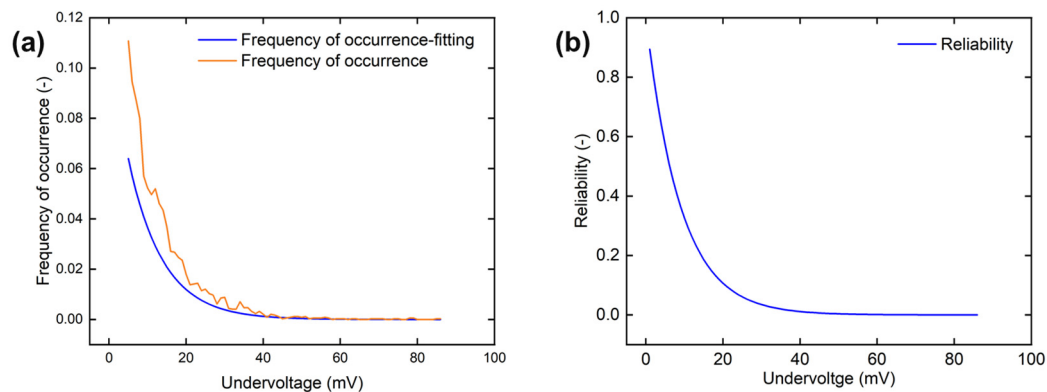 (a)
Frequency of occurrence (-)
0.12
0.10
0.08
0.06
0.04
0.02
0.00
Frequency of occurrence-fitting
Frequency of occurrence
0 20 40 60 80 100
Undervoltage (mV)
(b)
Reliability (-)
1.0
0.8
0.6
0.4
0.2
0.0
Reliability
0 20 40 60 80 100
Undervoltge (mV)